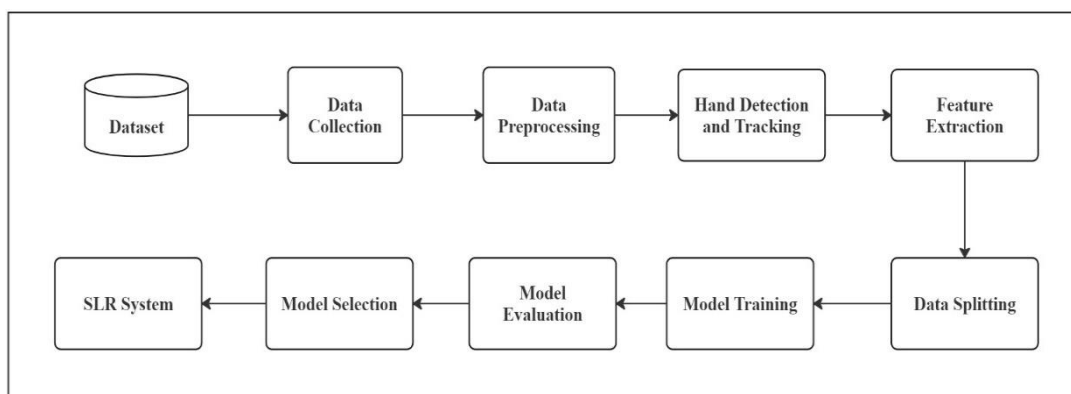 Dataset
Data
Collection
Data
Preprocessing
Hand Detection
and Tracking
Feature
Extraction
Data Splitting
Model Training
Model
Evaluation
Model Selection
SLR System